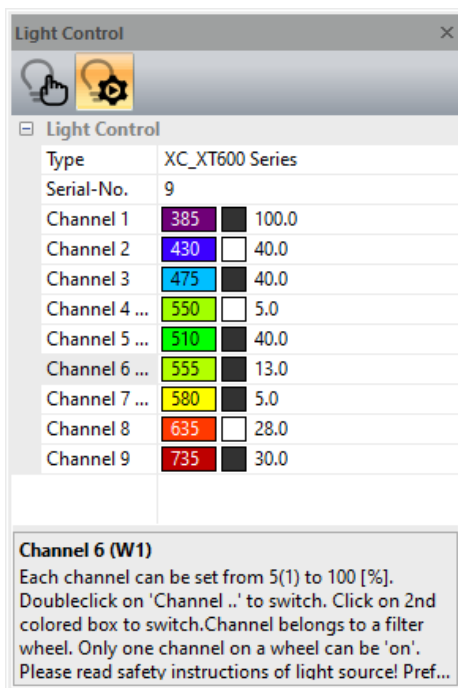 Light Control
Light Control
Type XC_XT600 Series
Serial-No. 9
Channel 1 385 100.0
Channel 2 430 40.0
Channel 3 475 40.0
Channel 4 ... 550 5.0
Channel 5 ... 510 40.0
Channel 6 ... 555 13.0
Channel 7 ... 580 5.0
Channel 8 635 28.0
Channel 9 735 30.0
Channel 6 (W1)
Each channel can be set from 5(1) to 100 [%].
Doubleclick on 'Channel ..' to switch. Click on 2nd
colored box to switch.Channel belongs to a filter
wheel. Only one channel on a wheel can be 'on'.
Please read safety instructions of light source! Pref...